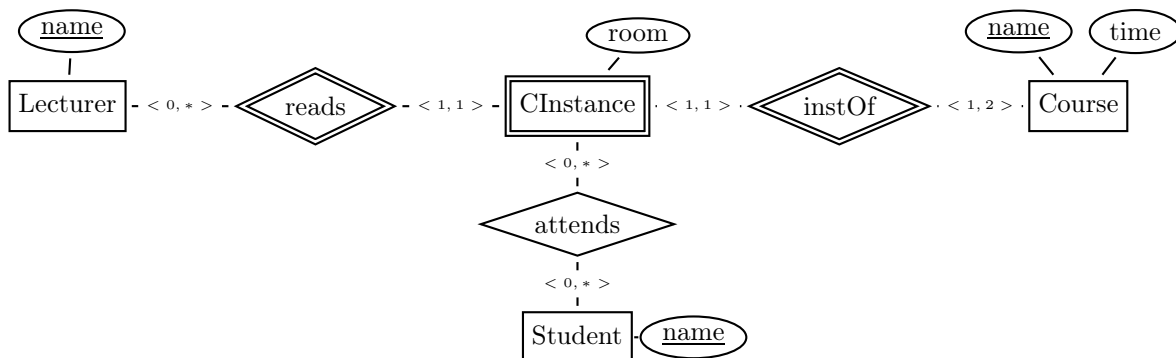 name
room
name
time
Lecturer
< 0, * >
reads
< 1, 1 >
CInstance
< 1, 1 >
instOf
< 1, 2 >
Course
< 0, * >
attends
< 0, * >
Student
name